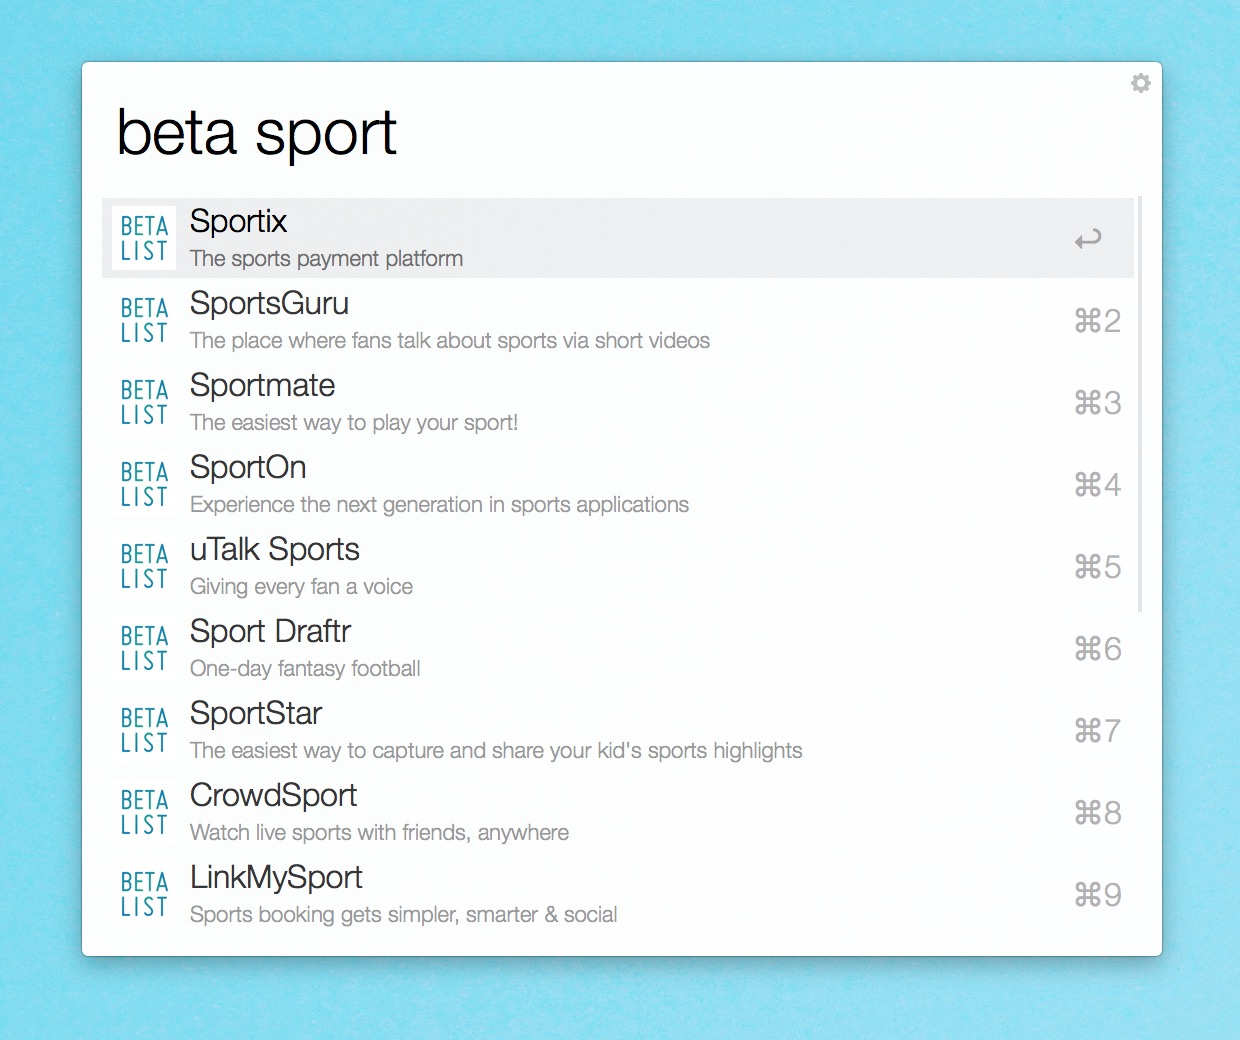 beta sport
BETA
LIST
Sportix
The sports payment platform
BETA
LIST
SportsGuru
The place where fans talk about sports via short videos
⌘2
BETA
LIST
Sportmate
The easiest way to play your sport!
⌘3
BETA
LIST
SportOn
Experience the next generation in sports applications
⌘4
BETA
LIST
uTalk Sports
Giving every fan a voice
⌘5
BETA
LIST
Sport Draftr
One-day fantasy football
⌘6
BETA
LIST
SportStar
The easiest way to capture and share your kid's sports highlights
⌘7
BETA
LIST
CrowdSport
Watch live sports with friends, anywhere
⌘8
BETA
LIST
LinkMySport
Sports booking gets simpler, smarter & social
⌘9